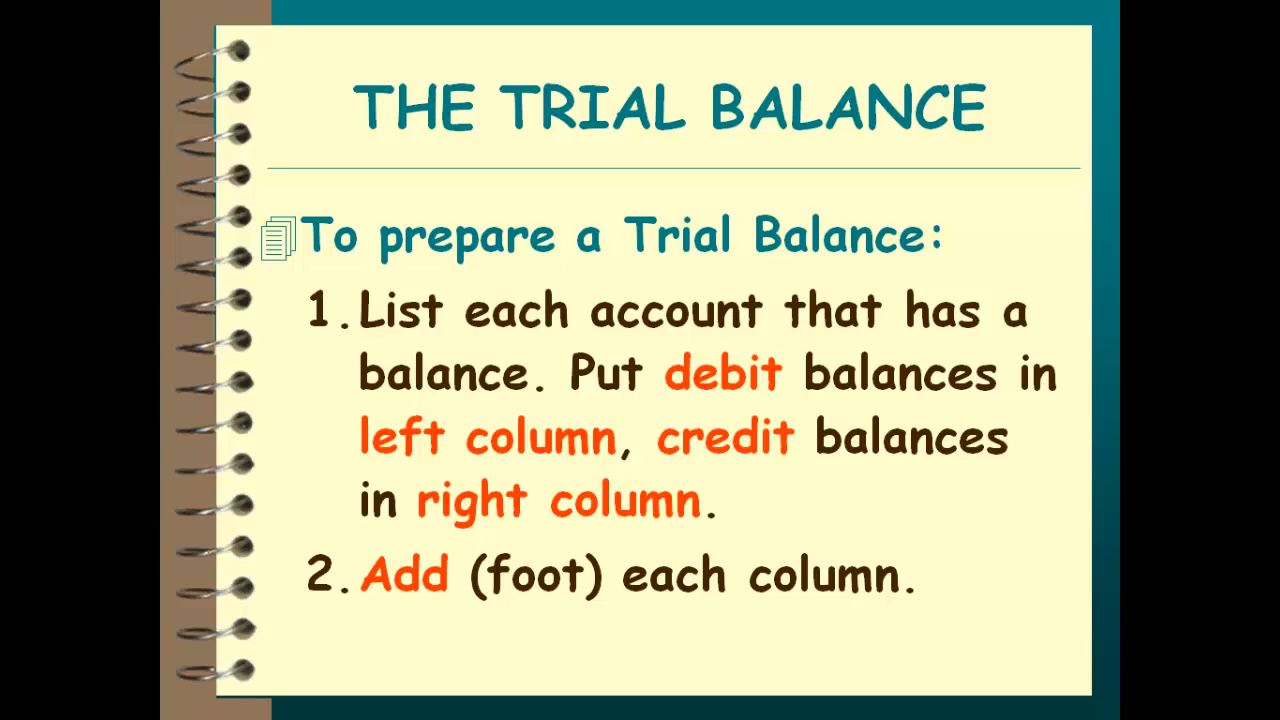 THE TRIAL BALANCE
To prepare a Trial Balance:
1. List each account that has a
balance. Put debit balances in
left column, credit balances
in right column.
2. Add (foot) each column.